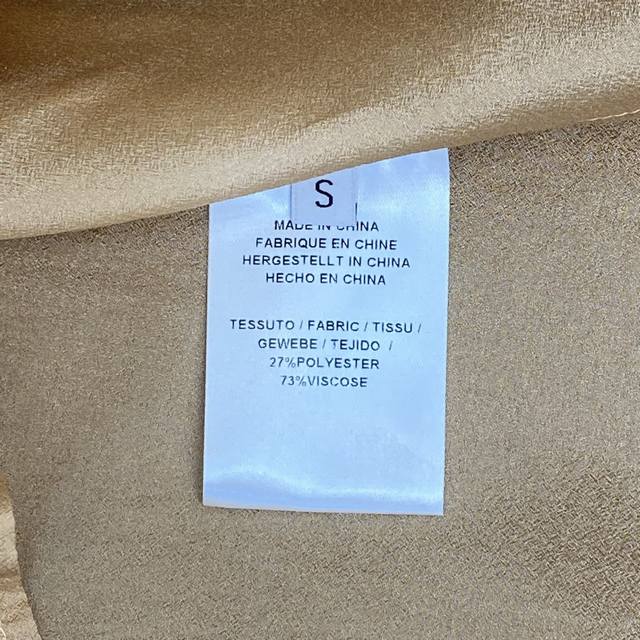 S
MADE IN CHINA
FABRIQUE EN CHINE
HERGESTELLT IN CHINA
HECHO EN CHINA
TESSUTO / FABRIC / TISSU /
GEWEBE / TEJIDO /
27%POLYESTER
73%VISCOSE